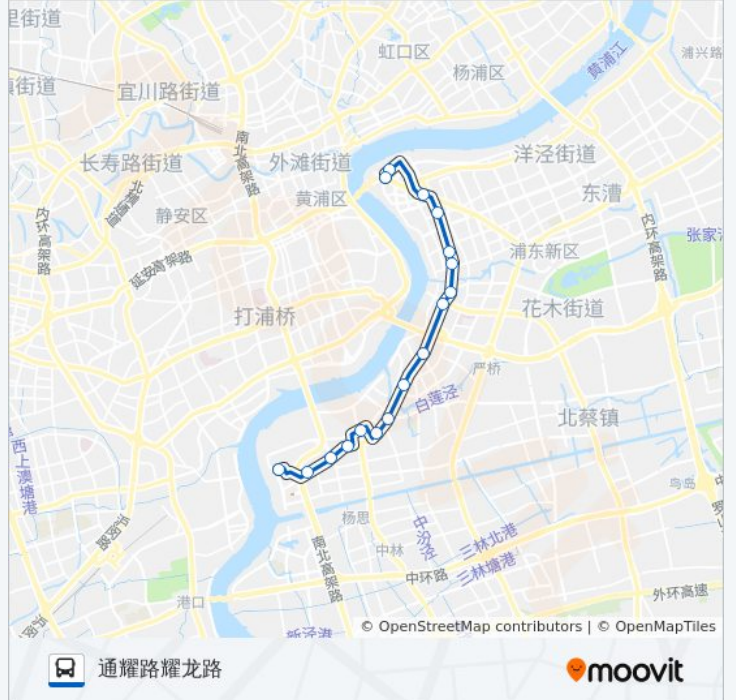 里街道
虹口区
黄浦江
浦兴路
杨浦区
街道
宜川路街道
南北高架路
洋泾街道
长寿路街道
外滩街道
北横通道
东漕
黄浦区
静安区
内环高架路
内环高架路
张家
浦东新区
延安高架路
花木街道
打浦桥
严桥
白莲泾
北蔡镇
西上澳塘港
鸟岛
杨思
中汾泾
三林北港
中林
南北高架路
三林塘港
中环路
外环高速
港口
© OpenStreetMap contributors | © OpenMapTiles
通耀路耀龙路
moovit